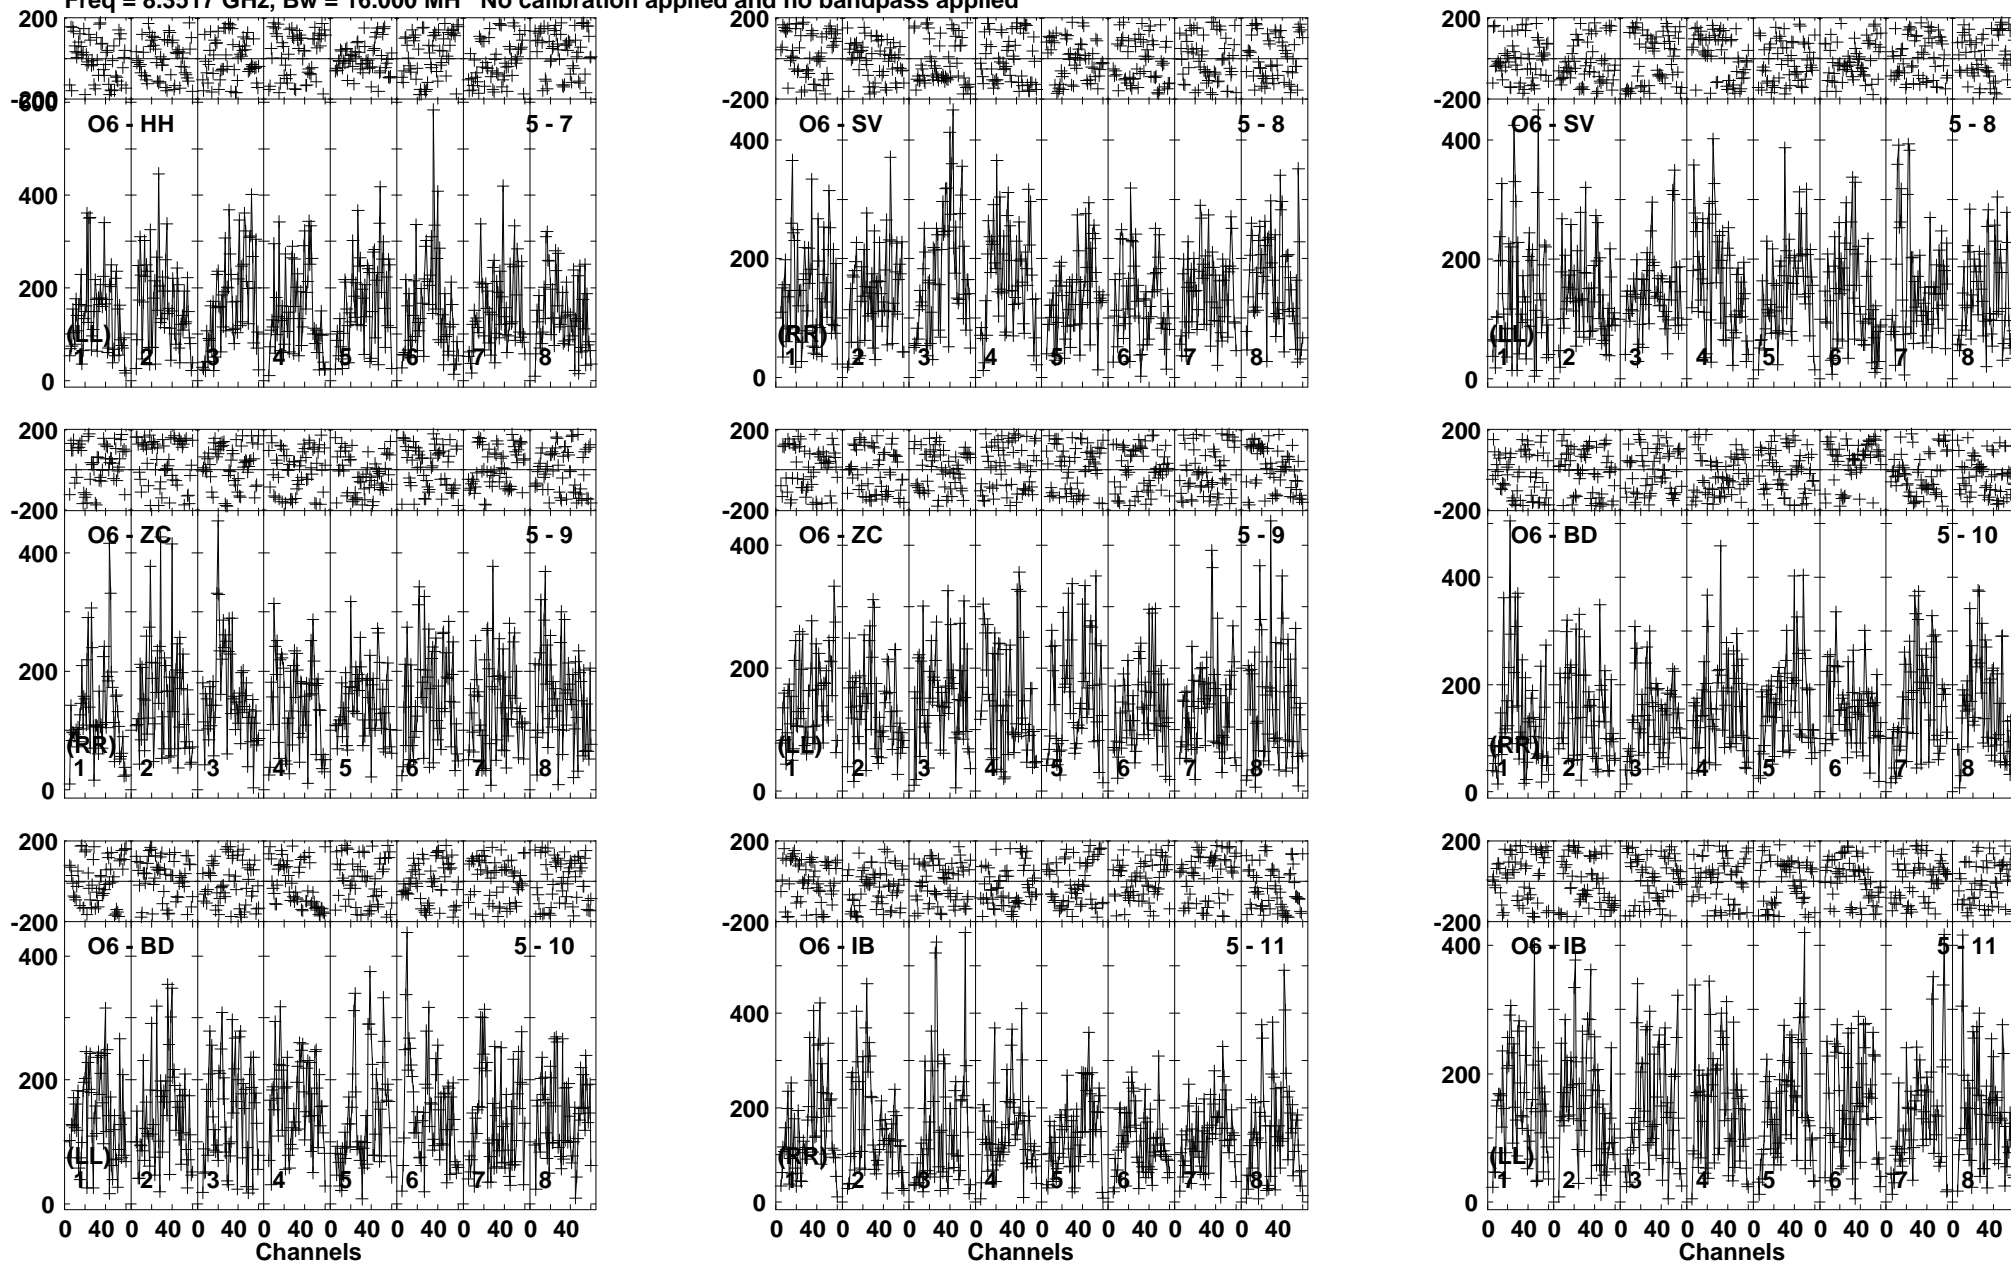 Freq = 8.3517 GHz, Bw = 16.000 MH No calibration applied and no bandpass applied
200 200 200
-200 -200 -200
600
O6 - HH 5 - 7 O6 - SV 5 - 8 O6 - SV 5 - 8
400 400 400
200 200 200
(LL) (RR) (LL)
1 2 3 4 5 6 7 8 1 2 3 4 5 6 7 8 1 2 3 4 5 6 7 8
0 0 0
200 200 200
-200 -200 -200
O6 - ZC 5 - 9 O6 - ZC 5 - 9 O6 - BD 5 - 10
400 400 400
200 200 200
(RR) (LL) (RR)
1 2 3 4 5 6 7 8 1 2 3 4 5 6 7 8 1 2 3 4 5 6 7 8
0 0 0
200 200 200
-200 -200 -200
O6 - BD 5 - 10 O6 - IB 5 - 11 O6 - IB 5 - 11
400 400 400
200 200 200
(LL) (RR) (LL)
1 2 3 4 5 6 7 8 1 2 3 4 5 6 7 8 1 2 3 4 5 6 7 8
0 0 0
0 40 0 40 0 40 0 40 0 40 0 40 0 40 0 40 0 40 0 40 0 40 0 40 0 40 0 40 0 40 0 40 0 40 0 40 0 40 0 40 0 40 0 40 0 40 0 40
Channels Channels Channels